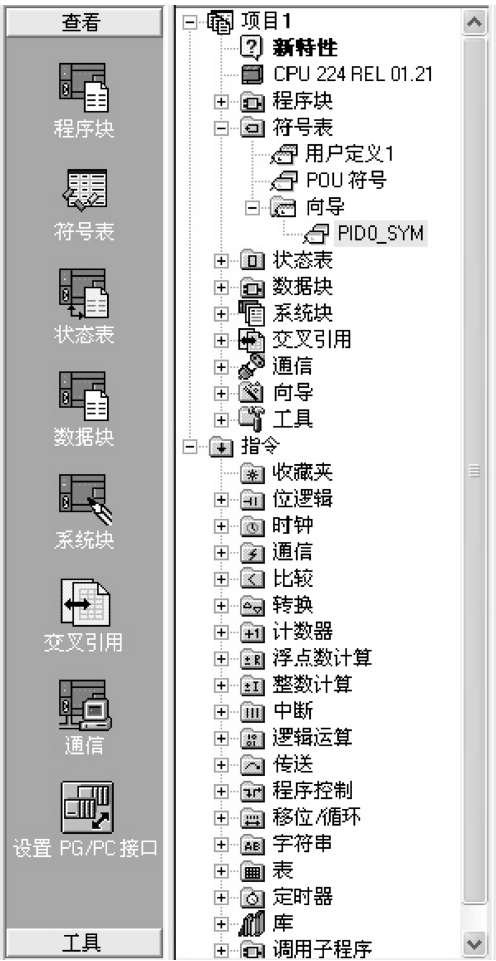 查看
程序块
符号表
状态表
数据块
系统块
交叉引用
通信
设置 PG/PC 接口
工具
项目1
新特性
CPU 224 REL 01.21
程序块
符号表
用户定义1
POU 符号
向导
PID0_SYM
状态表
数据块
系统块
交叉引用
通信
向导
工具
指令
收藏夹
位逻辑
时钟
通信
比较
转换
计数器
浮点数计算
整数计算
中断
逻辑运算
传送
程序控制
移位/循环
字符串
表
定时器
库
调用子程序